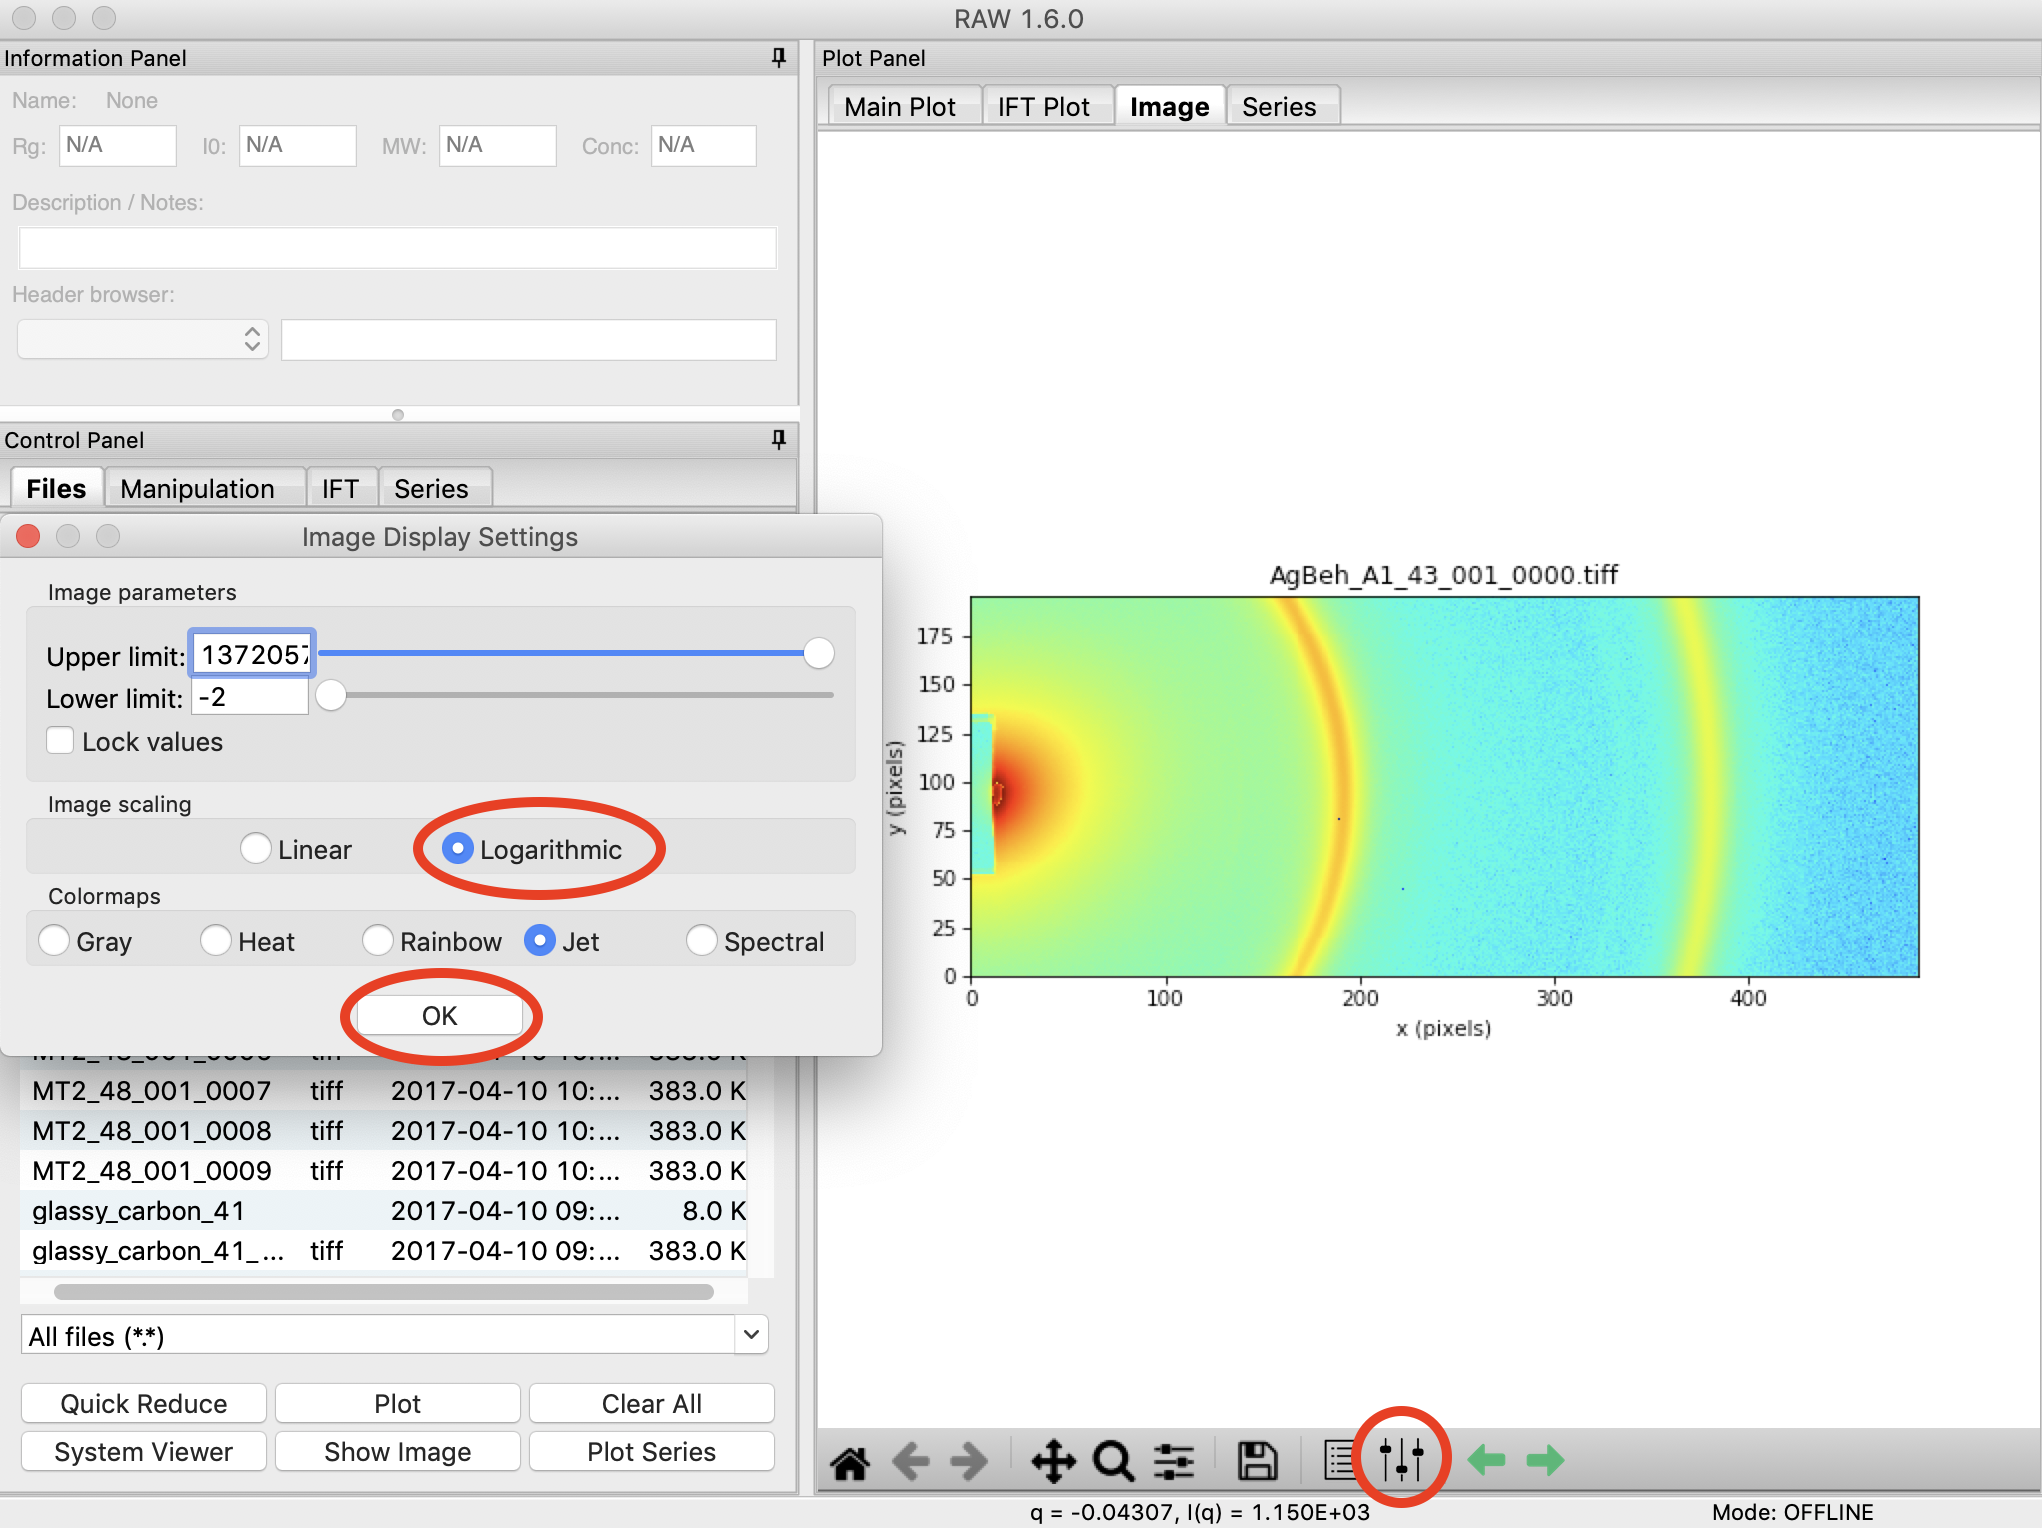 RAW 1.6.0
Information Panel
Name: None
Rg: N/A I0: N/A MW: N/A Conc: N/A
Description / Notes:
Header browser:
Control Panel
Files Manipulation IFT Series
Image Display Settings
Image parameters
Upper limit: 1372057
Lower limit: -2
Lock values
Image scaling
Linear Logarithmic
Colormaps
Gray Heat Rainbow Jet Spectral
OK
MT2_48_001_0007 tiff 2017-04-10 10:... 383.0 K
MT2_48_001_0008 tiff 2017-04-10 10:... 383.0 K
MT2_48_001_0009 tiff 2017-04-10 10:... 383.0 K
glassy_carbon_41 2017-04-10 09:... 8.0 K
glassy_carbon_41_... tiff 2017-04-10 09:... 383.0 K
All files (*.*)
Quick Reduce Plot Clear All
System Viewer Show Image Plot Series
Plot Panel
Main Plot IFT Plot Image Series
AgBeh_A1_43_001_0000.tiff
175
150
125
100
75
50
25
0
y (pixels)
0 100 200 300 400
x (pixels)
q = -0.04307, I(q) = 1.150E+03
Mode: OFFLINE